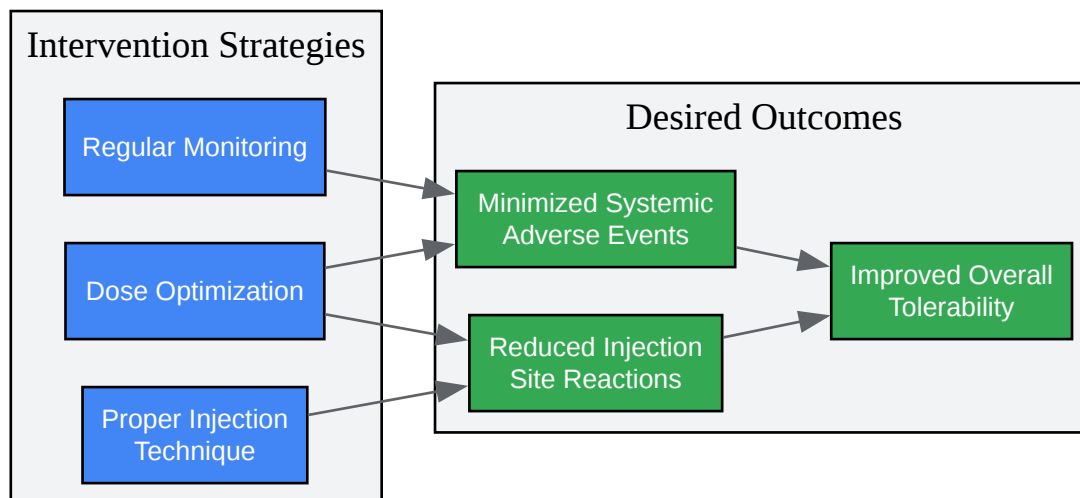 Intervention Strategies
Regular Monitoring
Dose Optimization
Proper Injection
Technique
Desired Outcomes
Minimized Systemic
Adverse Events
Reduced Injection
Site Reactions
Improved Overall
Tolerability